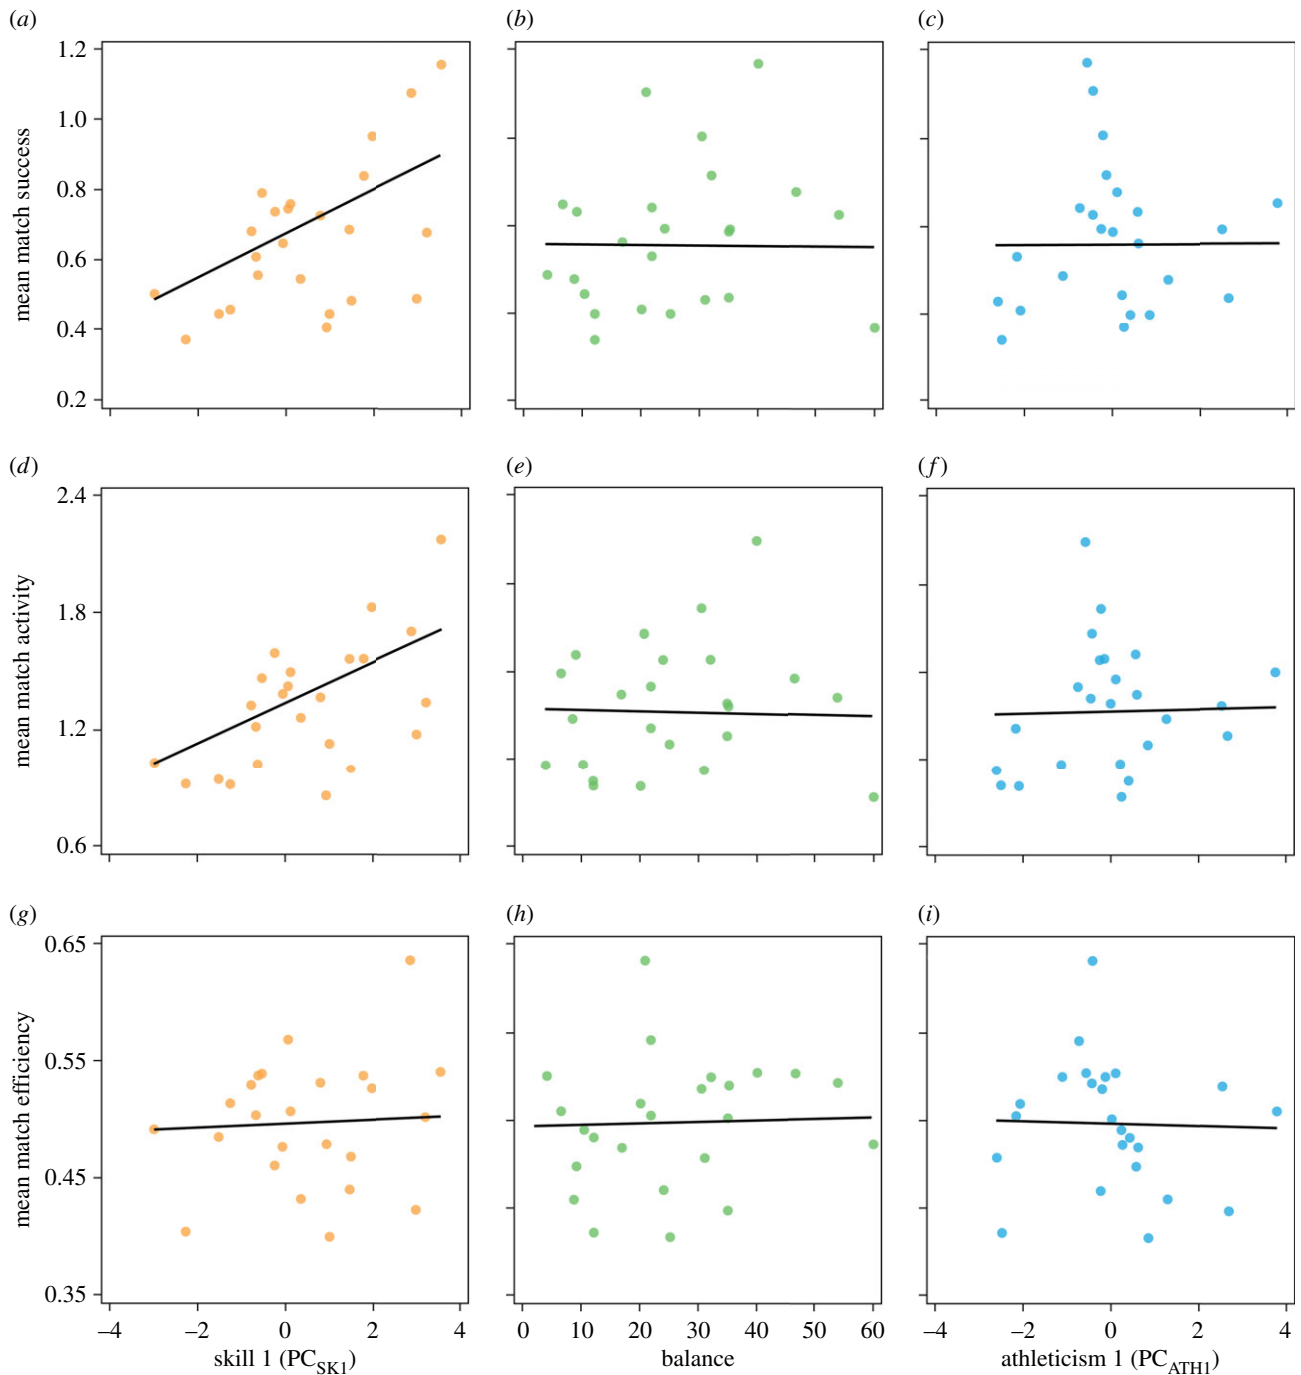 (a)
(b)
(c)
mean match success
1.2
1.0
0.8
0.6
0.4
0.2
(d)
(e)
(f)
mean match activity
2.4
1.8
1.2
0.6
(g)
(h)
(i)
mean match efficiency
0.65
0.55
0.45
0.35
–4 –2 0 2 4
0 10 20 30 40 50 60
–4 –2 0 2 4
skill 1 (PCSK1)
balance
athleticism 1 (PCATH1)